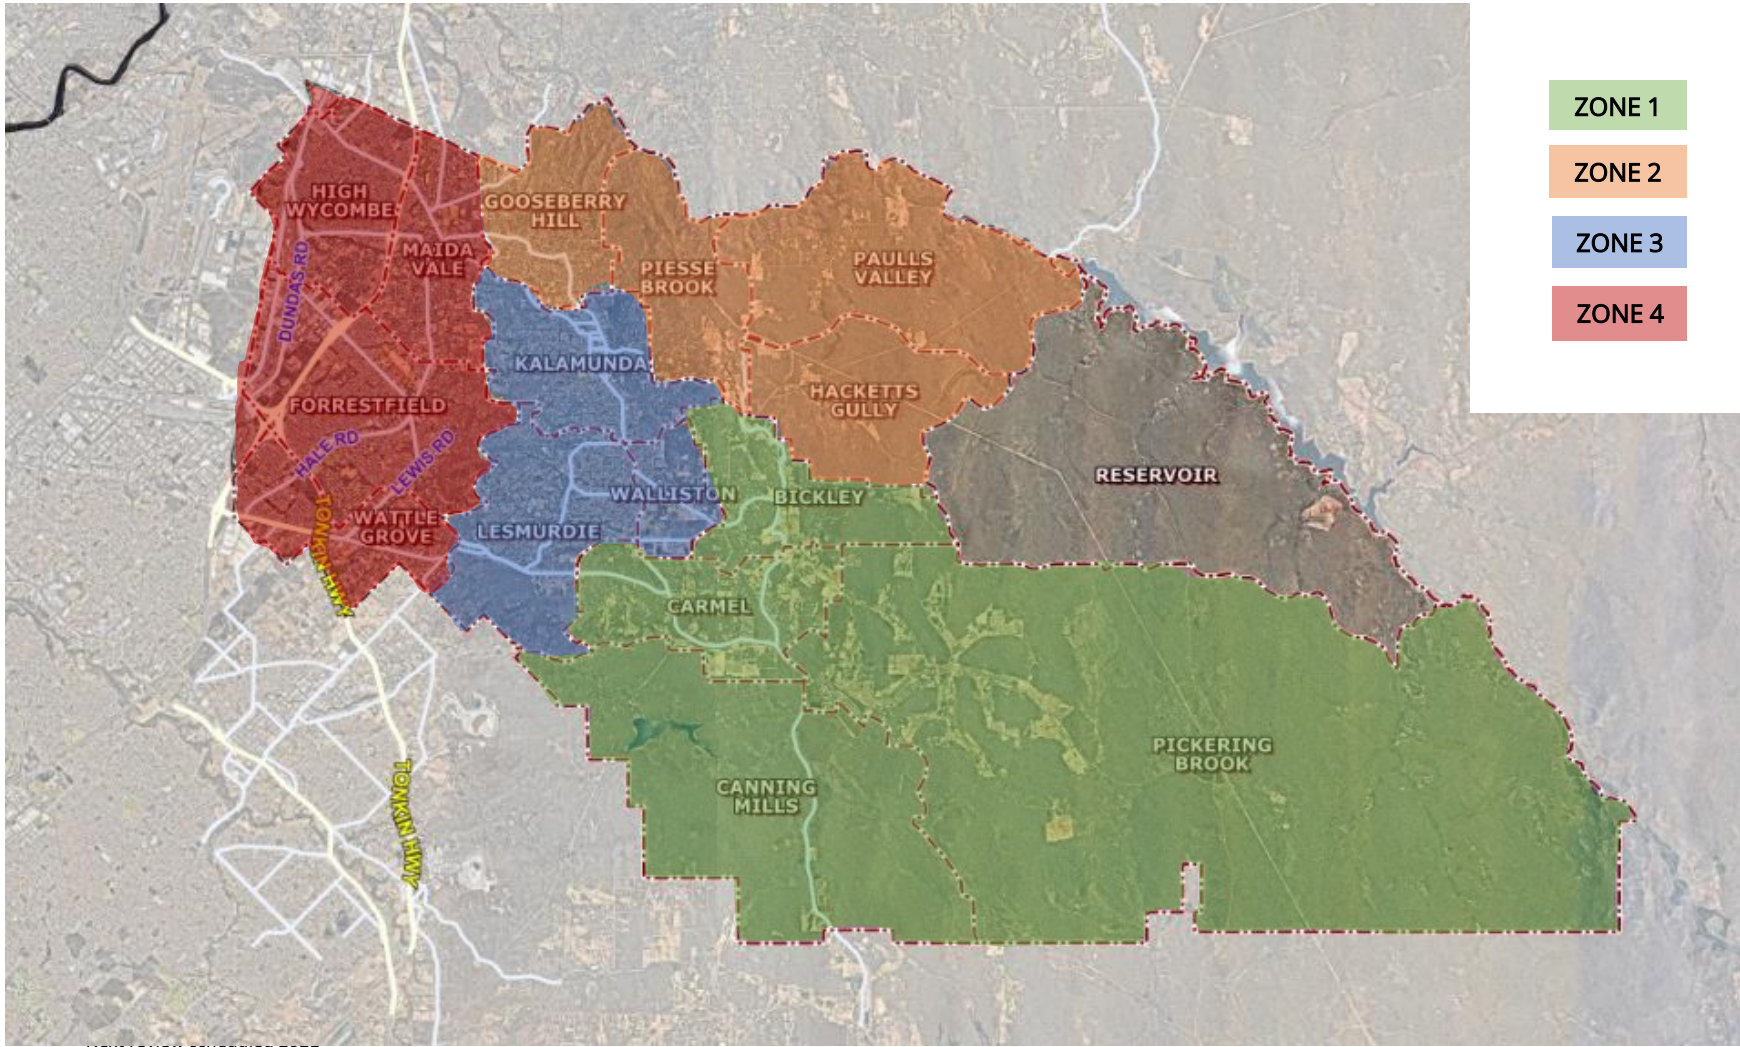 ZONE 1
ZONE 2
ZONE 3
ZONE 4
HIGH
WYCOMBE
GOOSEBERRY
HILL
MAIDA
VALE
DUNDAS RD
PIESSE
BROOK
PAULLS
VALLEY
KALAMUNDA
HACKETTS
GULLY
FORRESTFIELD
HALE RD
LEWIS RD
RESERVOIR
WALLISTON
BICKLEY
WATTLE
GROVE
LESMURDIE
TONKIN HWY
CARMEL
PICKERING
BROOK
CANNING
MILLS
TONKIN HWY